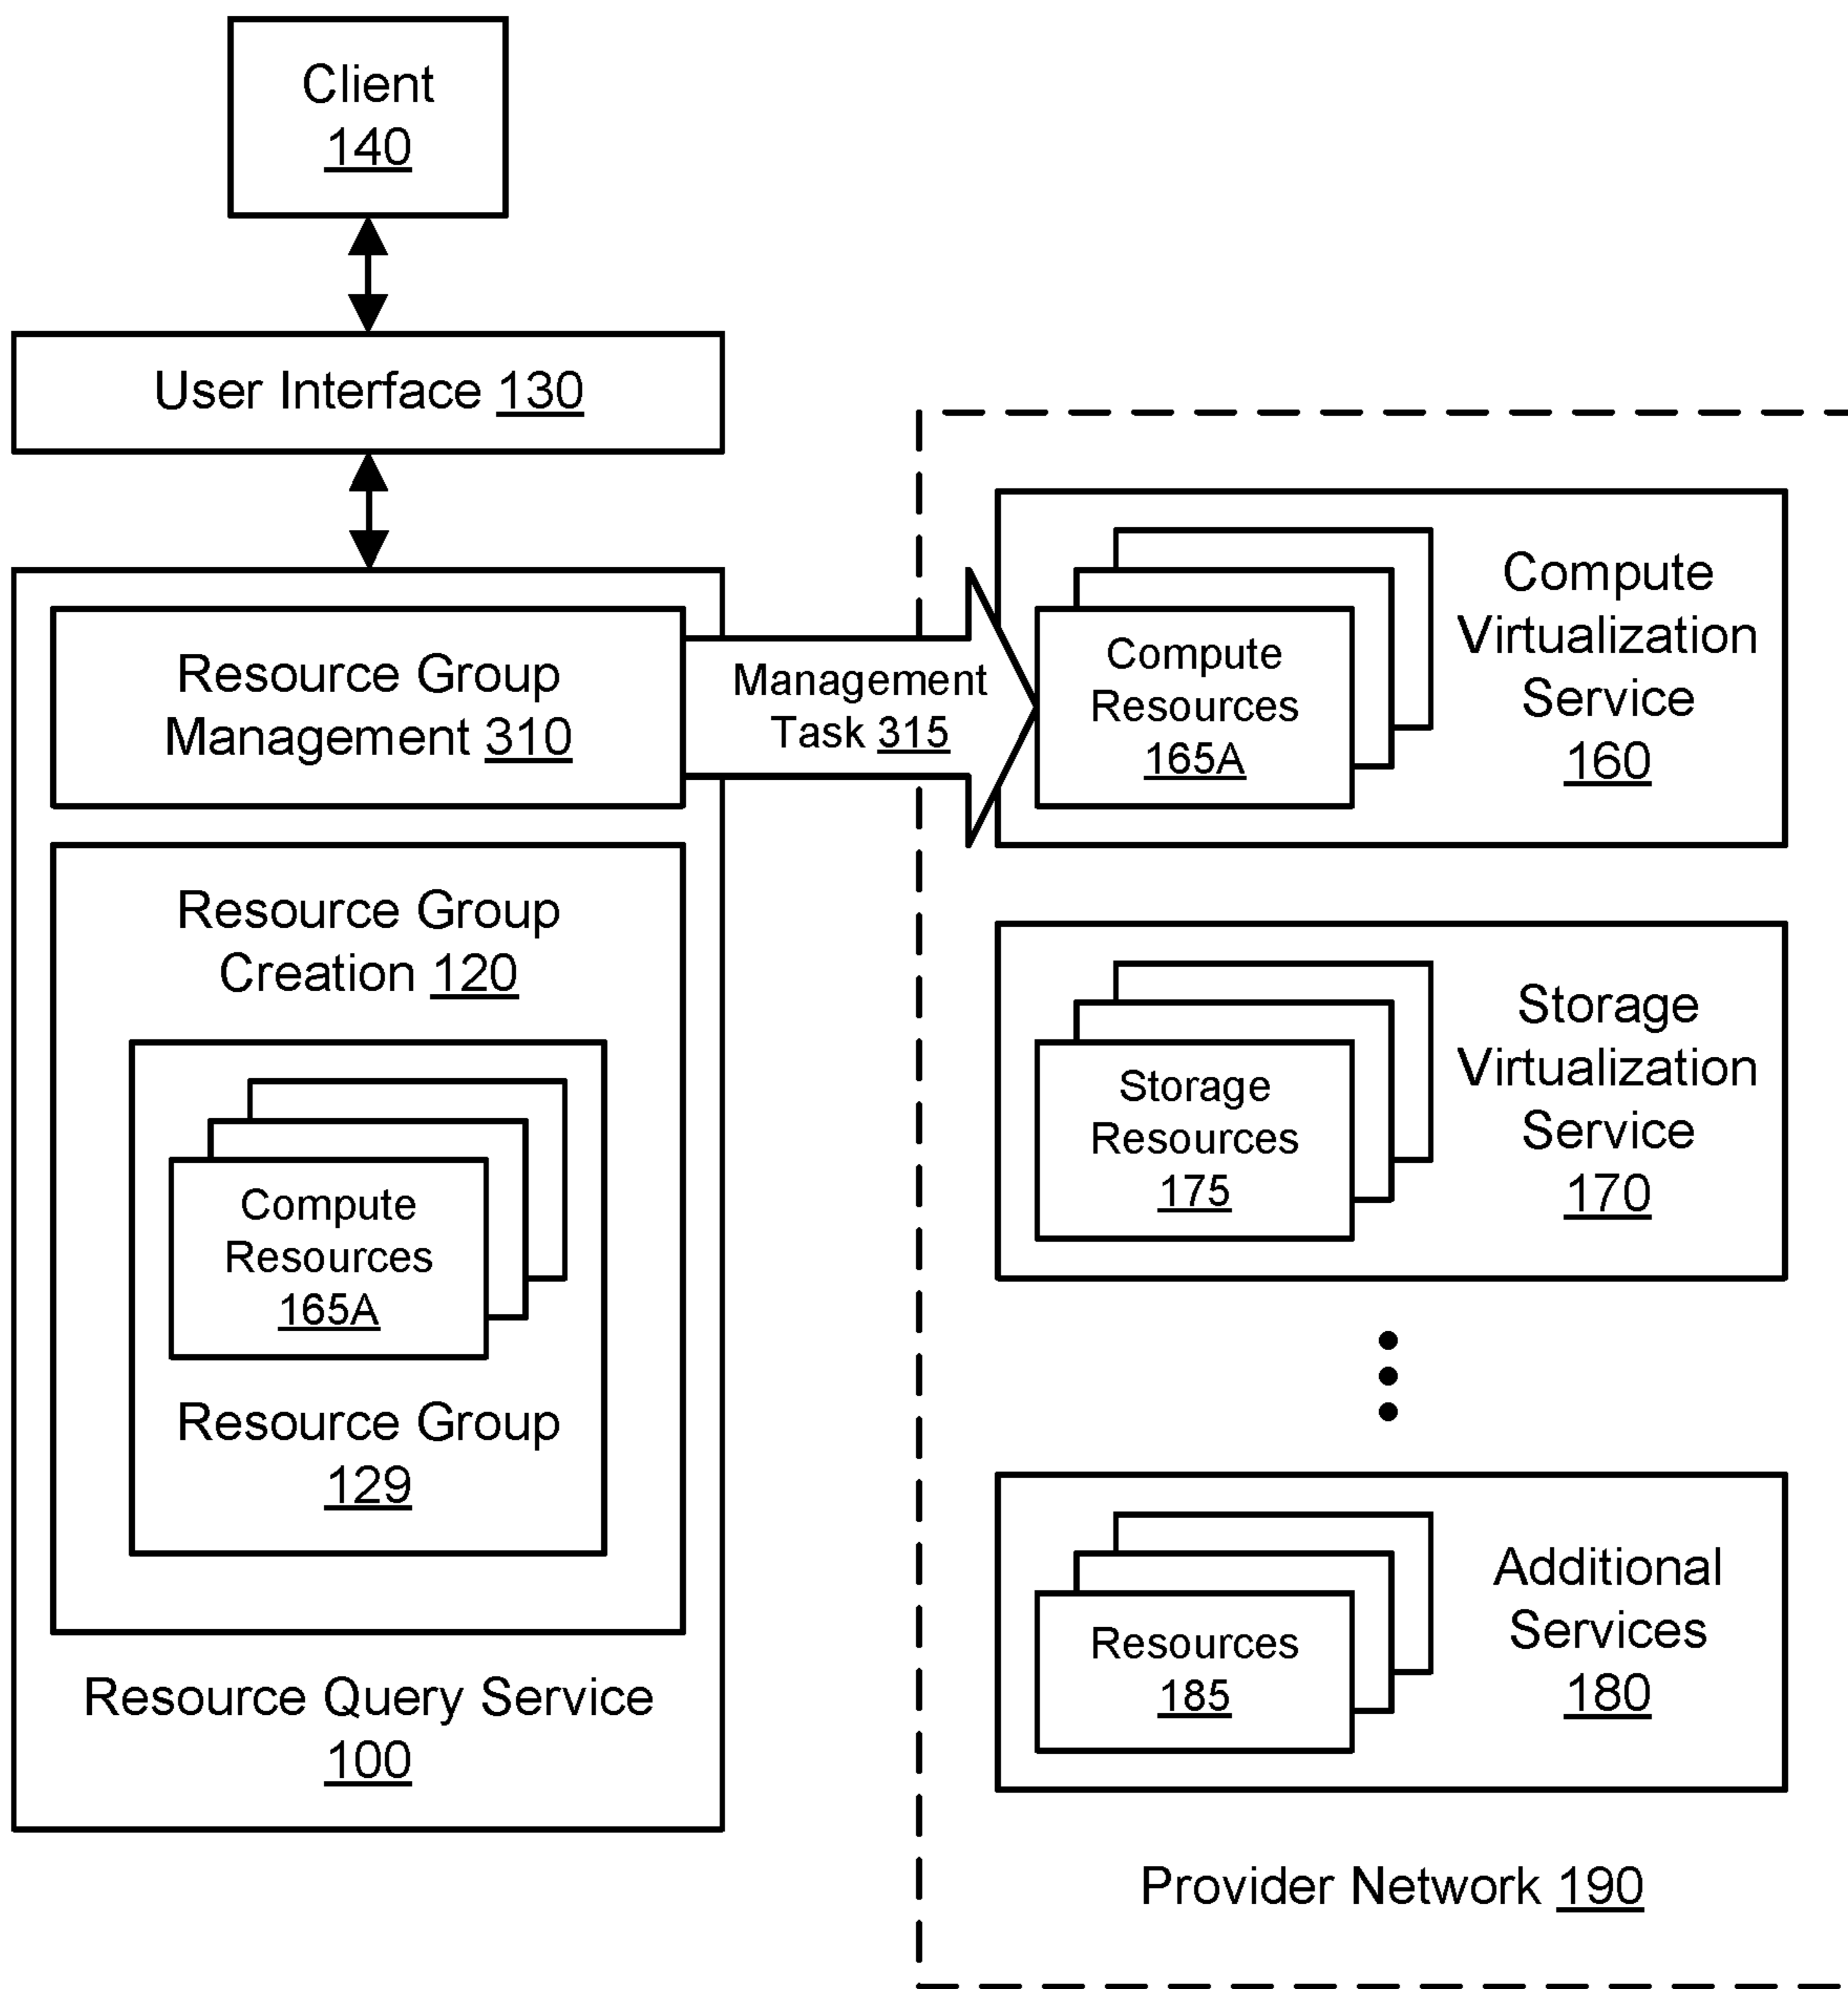 Client
140
User Interface 130
Resource Group
Management 310
Management
Task 315
Resource Group
Creation 120
Compute
Resources
165A
Resource Group
129
Resource Query Service
100
Compute
Resources
165A
Compute
Virtualization
Service
160
Storage
Resources
175
Storage
Virtualization
Service
170
Resources
185
Additional
Services
180
Provider Network 190